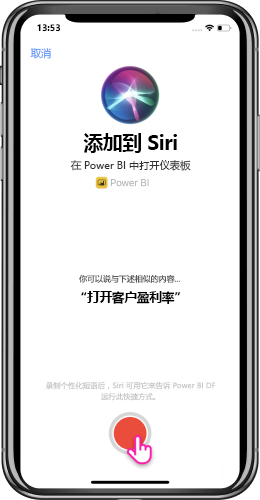 13:53
取消
添加到 Siri
在 Power BI 中打开仪表板
Power BI
你可以说与下述相似的内容...
“打开客户盈利率”
录制个性化短语后，Siri 可用它来告诉 Power BI DF
运行此快捷方式。